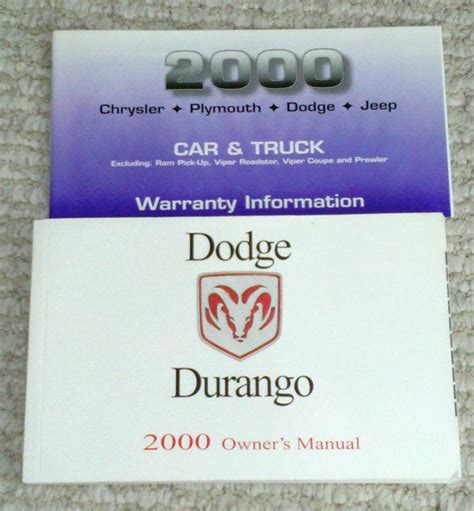 2000
Chrysler ✦ Plymouth ✦ Dodge ✦ Jeep
CAR & TRUCK
Excluding: Ram Pick-Up, Viper Roadster, Viper Coupe and Prowler
Warranty Information
Dodge
Durango
2000 Owner's Manual